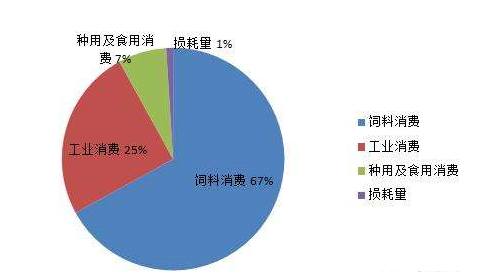 种用及食用消
费 7%
损耗量 1%
工业消费 25%
饲料消费 67%
饲料消费
工业消费
种用及食用消费
损耗量